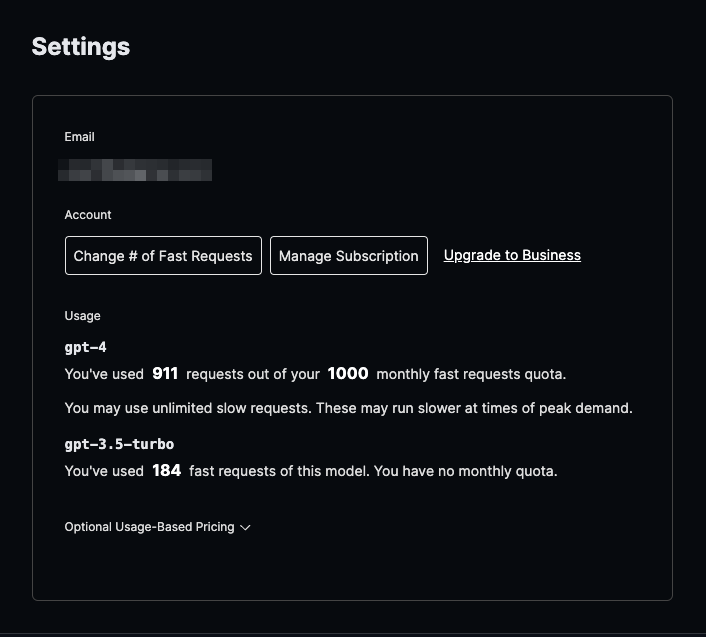 Settings
Email
Account
Change # of Fast Requests Manage Subscription Upgrade to Business
Usage
gpt-4
You've used 911 requests out of your 1000 monthly fast requests quota.
You may use unlimited slow requests. These may run slower at times of peak demand.
gpt-3.5-turbo
You've used 184 fast requests of this model. You have no monthly quota.
Optional Usage-Based Pricing